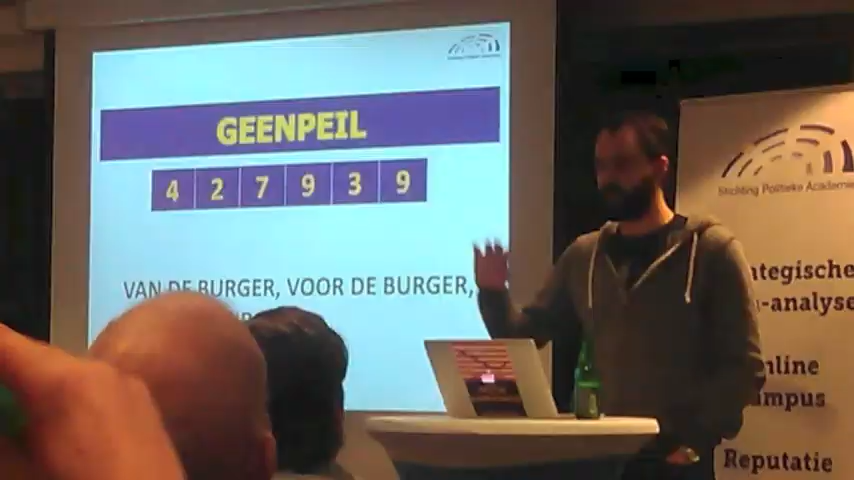 GEENPEIL
4 2 7 9 3 9
VAN DE BURGER, VOOR DE BURGER,
Stichting Politieke Academie
ategische
-analyse
nline
mpus
Reputatie